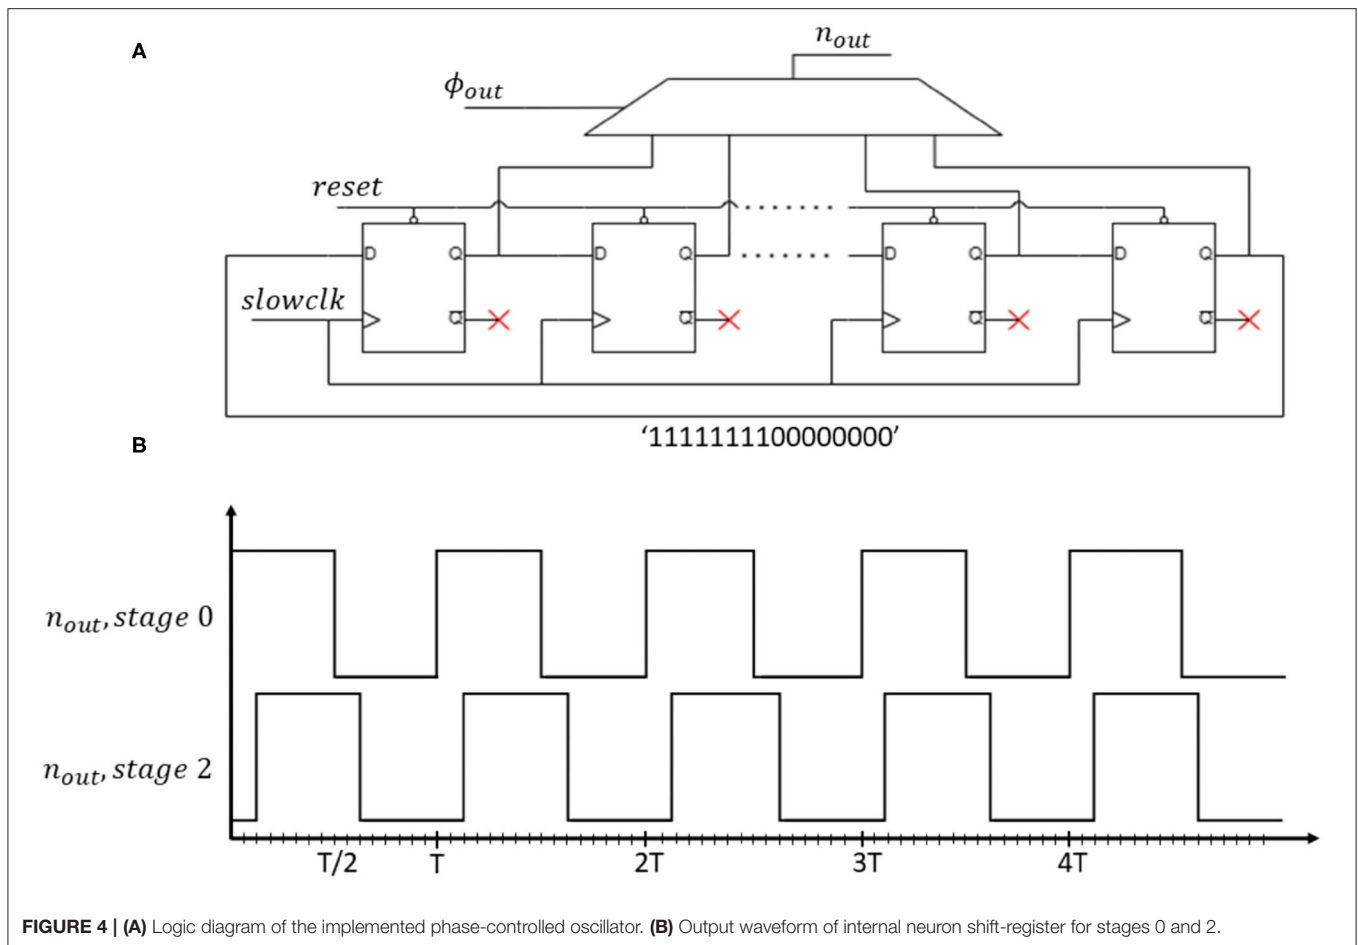 A
n_out
ϕ_out
reset
D Q D Q D Q D Q
slowclk
Q̅ Q̅ Q̅ Q̅
‘1111111100000000’
B
n_out, stage 0
n_out, stage 2
T/2 T 2T 3T 4T
FIGURE 4 | (A) Logic diagram of the implemented phase-controlled oscillator. (B) Output waveform of internal neuron shift-register for stages 0 and 2.